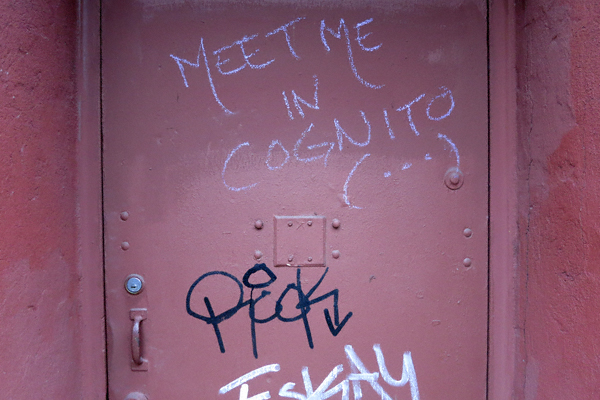 MEET ME
IN
COGNITO
(...)
Pick